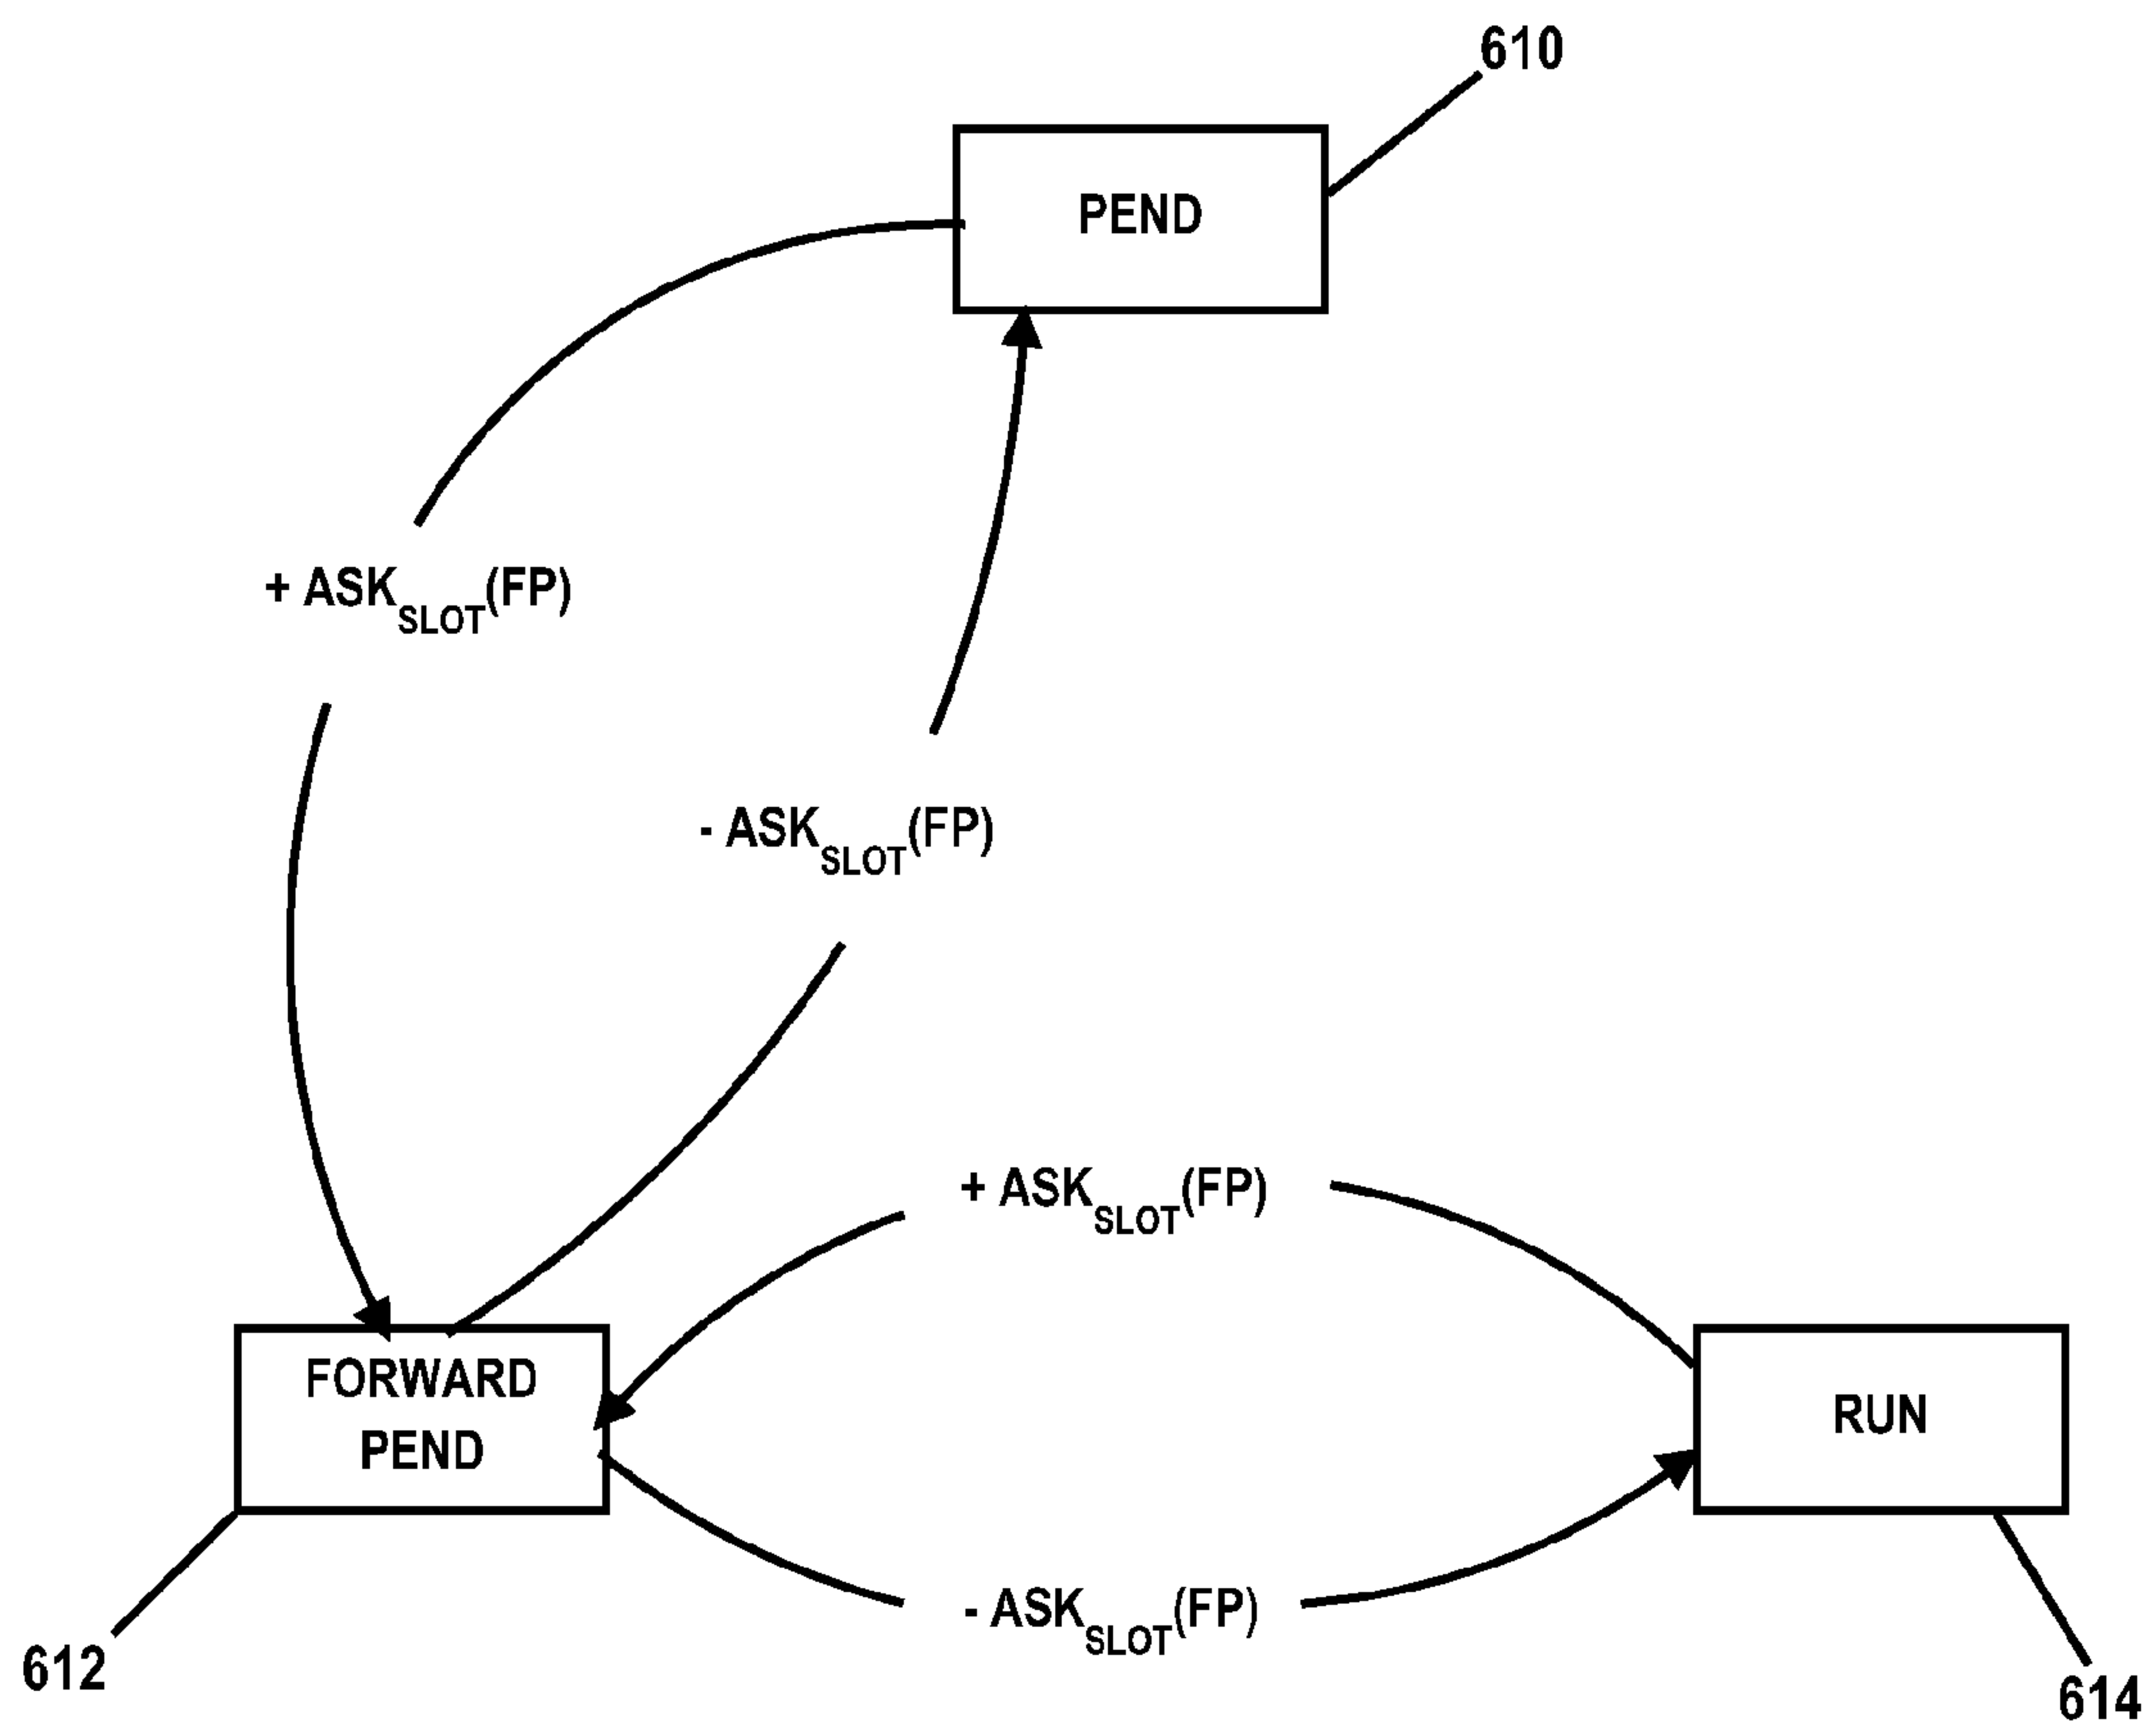 610
PEND
+ ASKSLOT(FP)
- ASKSLOT(FP)
+ ASKSLOT(FP)
FORWARD
PEND
RUN
- ASKSLOT(FP)
612
614